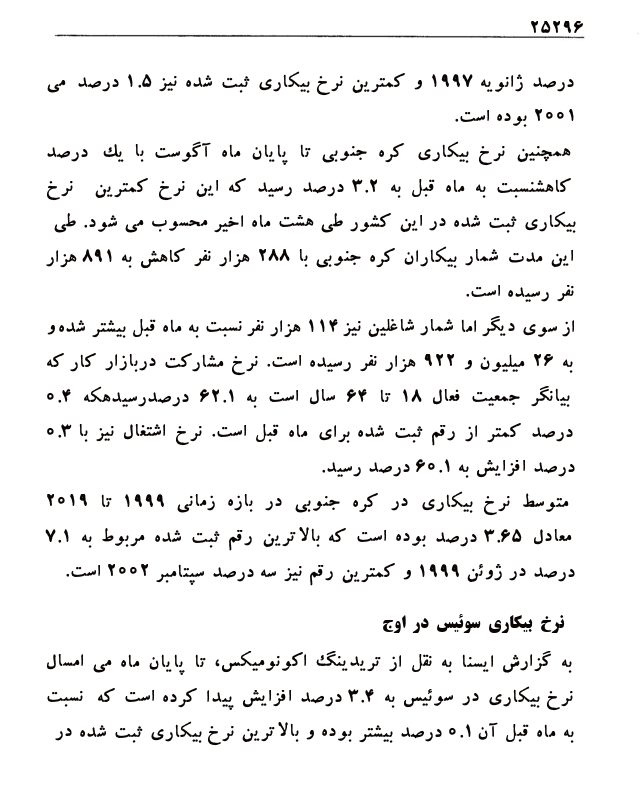 ۲۵۲۹۶
درصد ژانویه ۱۹۹۷ و کمترین نرخ بیکاری ثبت شده نیز ۱.۵ درصد می
۲۰۰۱ بوده است.
همچنین نرخ بیکاری کره جنوبی تا پایان ماه آگوست با یك درصد
کاهشنسبت به ماه قبل به ۳.۲ درصد رسید که این نرخ کمترین نرخ
بیکاری ثبت شده در این کشور طی هشت ماه اخیر محسوب می شود. طی
این مدت شمار بیکاران کره جنوبی با ۲۸۸ هزار نفر کاهش به ۸۹۱ هزار
نفر رسیده است.
از سوی دیگر اما شمار شاغلین نیز ۱۱۴ هزار نفر نسبت به ماه قبل بیشتر شده و
به ۲۶ میلیون و ۹۲۲ هزار نفر رسیده است. نرخ مشارکت دربازار کار که
بیانگر جمعیت فعال ۱۸ تا ۶۴ سال است به ۶۲.۱ درصدرسیدهکه ۰.۴
درصد کمتر از رقم ثبت شده برای ماه قبل است. نرخ اشتغال نیز با ۰.۳
درصد افزایش به ۶۰.۱ درصد رسید.
متوسط نرخ بیکاری در کره جنوبی در بازه زمانی ۱۹۹۹ تا ۲۰۱۹
معادل ۳.۶۵ درصد بوده است که بالاترین رقم ثبت شده مربوط به ۷.۱
درصد در ژوئن ۱۹۹۹ و کمترین رقم نیز سه درصد سپتامبر ۲۰۰۲ است.
نرخ بیکاری سوئیس در اوج
به گزارش ایسنا به نقل از تریدینگ اکونومیکس، تا پایان ماه می امسال
نرخ بیکاری در سوئیس به ۳.۴ درصد افزایش پیدا کرده است که نسبت
به ماه قبل آن ۰.۱ درصد بیشتر بوده و بالاترین نرخ بیکاری ثبت شده در